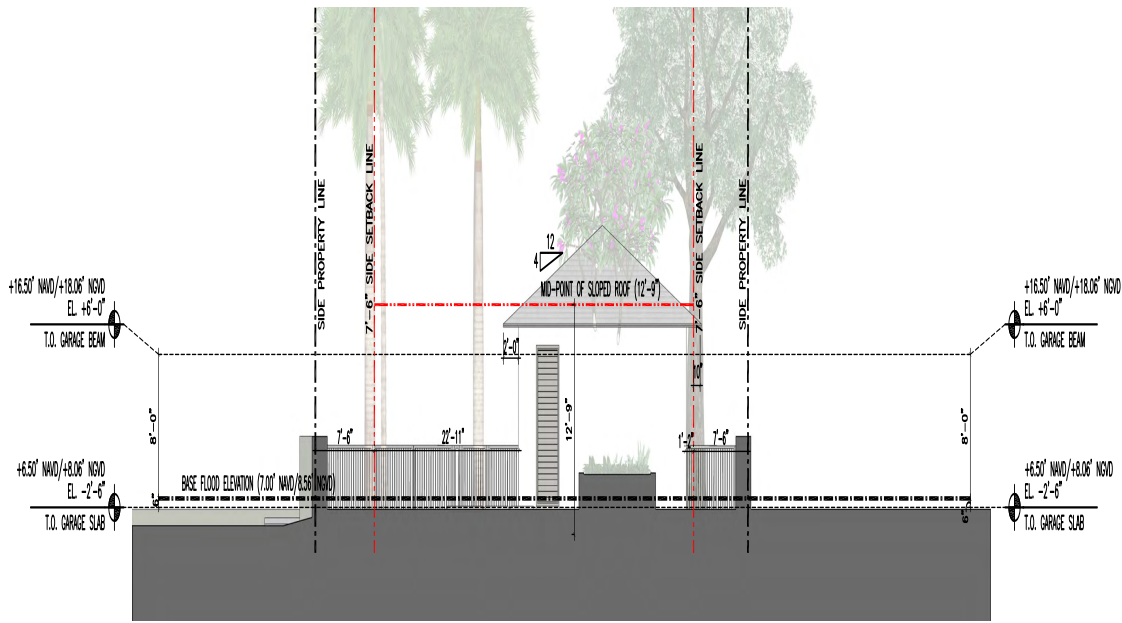 SIDE PROPERTY LINE
7'-6" SIDE SETBACK LINE
7'-6" SIDE SETBACK LINE
SIDE PROPERTY LINE
12
4
MID-POINT OF SLOPED ROOF (12'-9")
+16.50' NAVD/+18.06' NGVD
EL. +6'-0"
T.O. GARAGE BEAM
+16.50' NAVD/+18.06' NGVD
EL. +6'-0"
T.O. GARAGE BEAM
2'-0"
10"
8'-0"
12'-9"
8'-0"
7'-6"
22'-11"
1'-2"
7'-6"
+6.50' NAVD/+8.06' NGVD
EL. -2'-6"
T.O. GARAGE SLAB
BASE FLOOD ELEVATION (7.00' NAVD/8.56' NGVD)
6"
6"
+6.50' NAVD/+8.06' NGVD
EL. -2'-6"
T.O. GARAGE SLAB